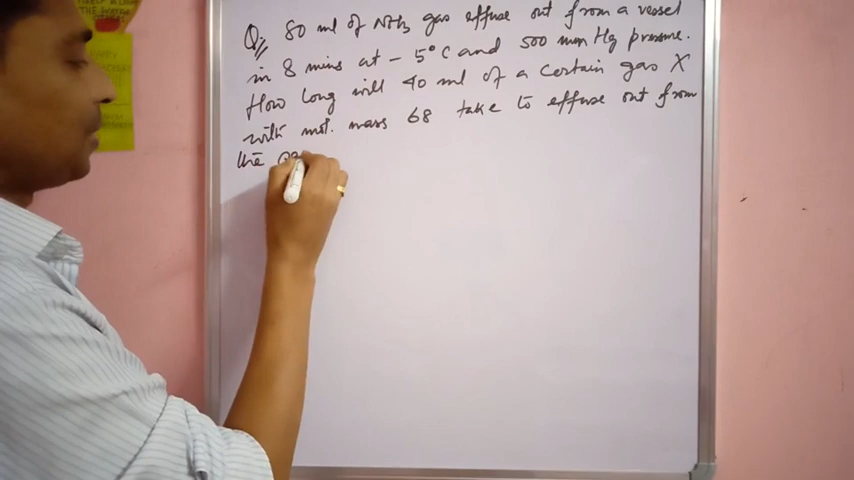 THE
Q. 80 ml of NH3 gas effuse out from a vessel
in 8 mins at -5°C and 500 mm Hg pressure.
How long will 40 ml of a certain gas X
with mol. mass 68 take to effuse out from
the